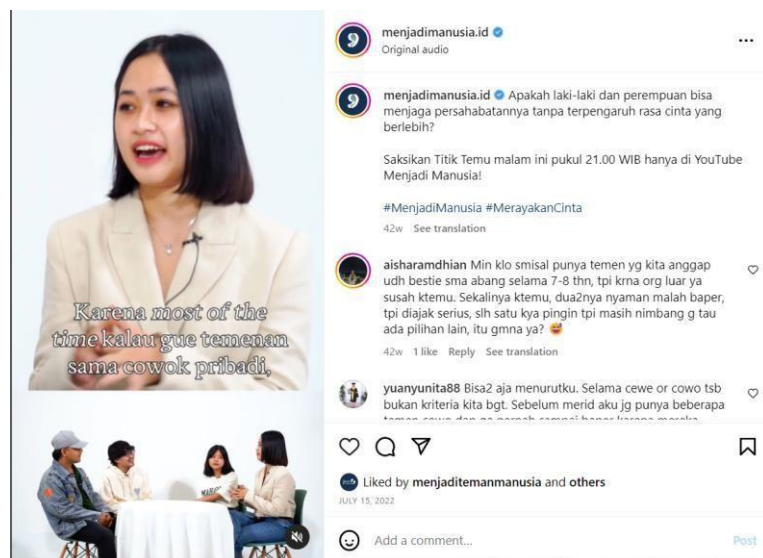 menjadimanusia.id
Original audio
menjadimanusia.id Apakah laki-laki dan perempuan bisa
menjaga persahabatannya tanpa terpengaruh rasa cinta yang
berlebih?
Saksikan Titik Temu malam ini pukul 21.00 WIB hanya di YouTube
Menjadi Manusia!
#MenjadiManusia #MerayakanCinta
42w See translation
aisharamdhian Min klo smisal punya temen yg kita anggap
udh bestie sma abang selama 7-8 thn, tpi krna org luar ya
susah ktemu. Sekalinya ktemu, dua2nya nyaman malah baper,
tpi diajak serius, slh satu kya pingin tpi masih nimbang g tau
ada pilihan lain, itu gmna ya? 😅
42w 1 like Reply See translation
yuanyunita88 Bisa2 aja menurutku. Selama cewe or cowo tsb
bukan kriteria kita bgt. Sebelum merid aku jg punya beberapa
Liked by menjaditemanmanusia and others
JULY 15, 2022
Add a comment...
Post
Karena most of the
time kalau gue temenan
sama cowok pribadi,